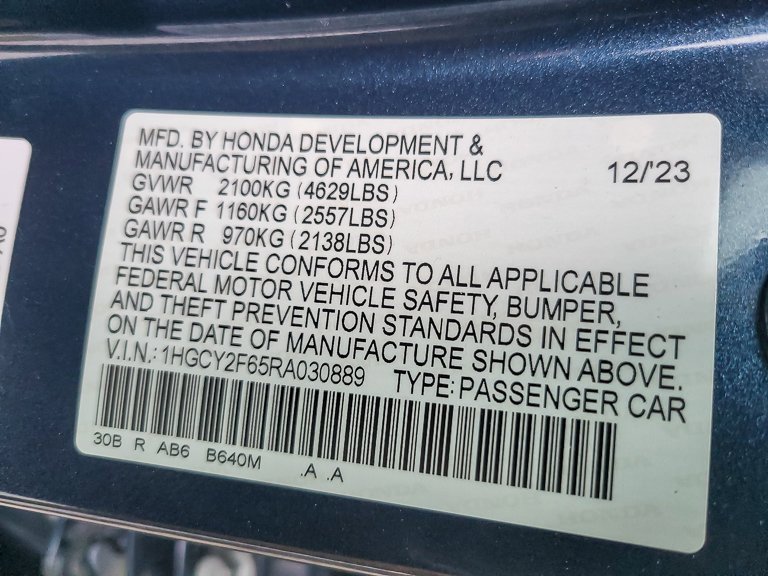 MFD. BY HONDA DEVELOPMENT &
MANUFACTURING OF AMERICA, LLC 12/'23
GVWR 2100KG (4629LBS)
GAWR F 1160KG (2557LBS)
GAWR R 970KG (2138LBS)
THIS VEHICLE CONFORMS TO ALL APPLICABLE
FEDERAL MOTOR VEHICLE SAFETY, BUMPER,
AND THEFT PREVENTION STANDARDS IN EFFECT
ON THE DATE OF MANUFACTURE SHOWN ABOVE.
V.I.N.: 1HGCY2F65RA030889 TYPE: PASSENGER CAR
30B R AB6 B640M .A .A